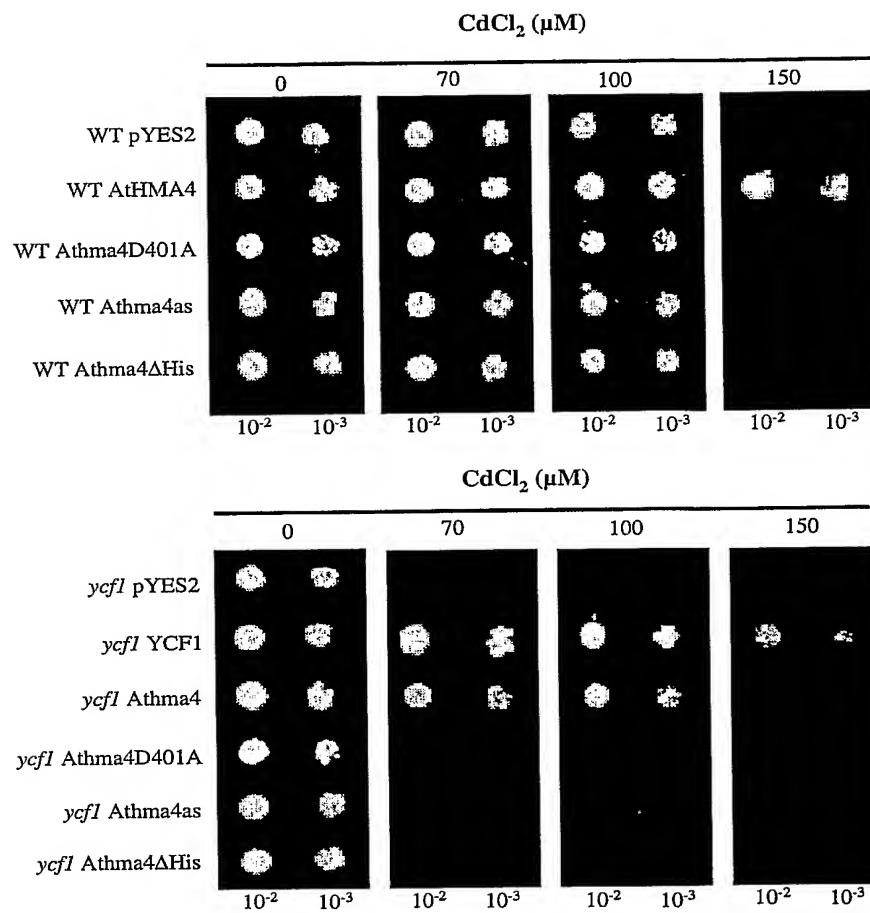 CdCl₂ (µM)
0 70 100 150
WT pYES2
WT AtHMA4
WT Athma4D401A
WT Athma4as
WT Athma4ΔHis
10⁻² 10⁻³ 10⁻² 10⁻³ 10⁻² 10⁻³ 10⁻² 10⁻³
CdCl₂ (µM)
0 70 100 150
ycf1 pYES2
ycf1 YCF1
ycf1 Athma4
ycf1 Athma4D401A
ycf1 Athma4as
ycf1 Athma4ΔHis
10⁻² 10⁻³ 10⁻² 10⁻³ 10⁻² 10⁻³ 10⁻² 10⁻³